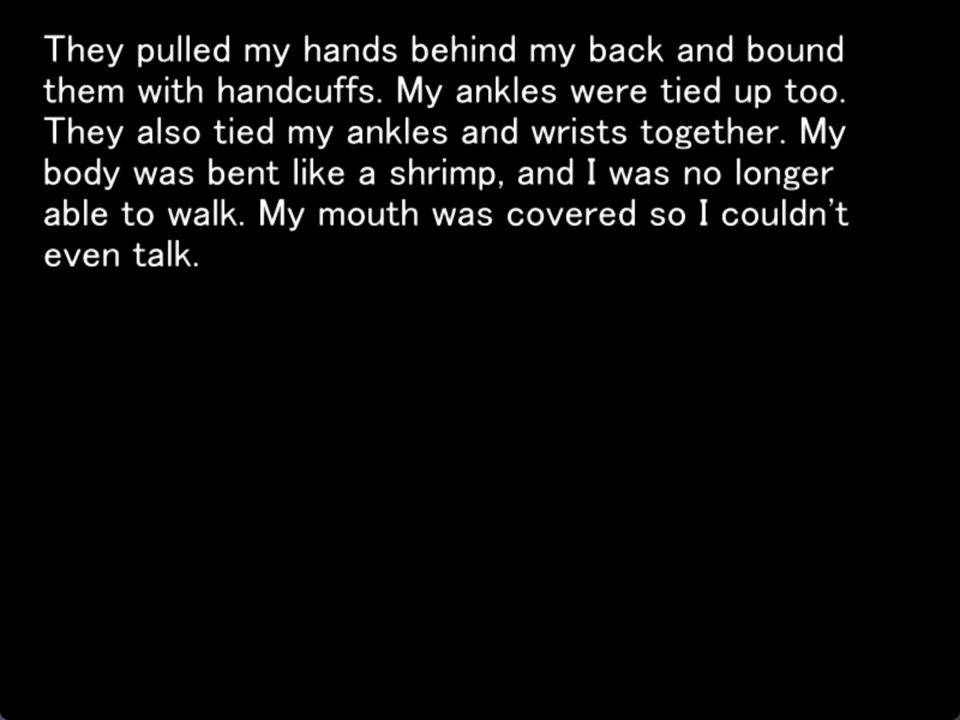 They pulled my hands behind my back and bound
them with handcuffs. My ankles were tied up too.
They also tied my ankles and wrists together. My
body was bent like a shrimp, and I was no longer
able to walk. My mouth was covered so I couldn't
even talk.